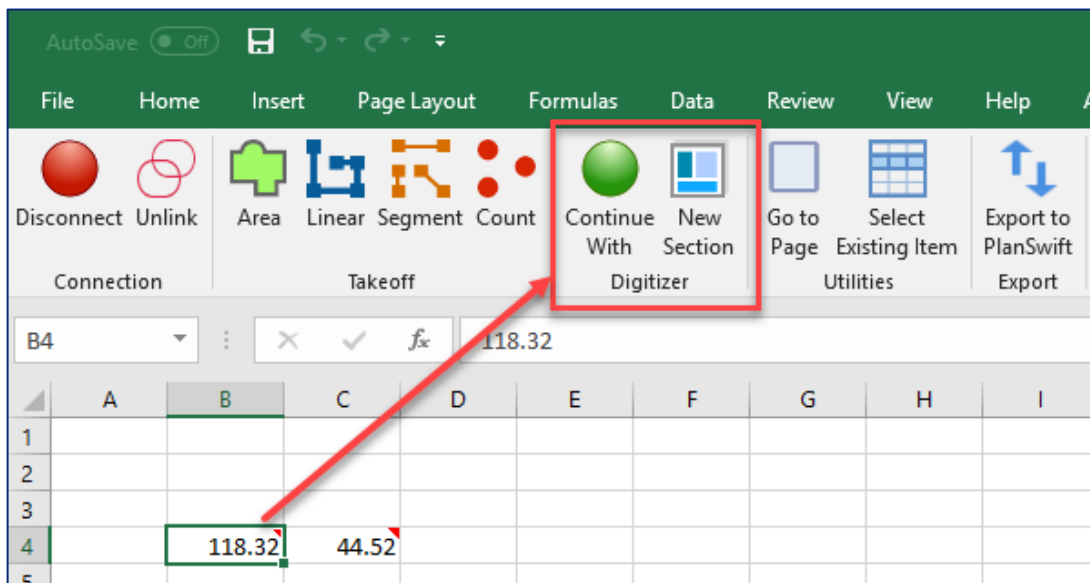 AutoSave Off
File Home Insert Page Layout Formulas Data Review View Help
Disconnect Unlink Area Linear Segment Count Continue With New Section Go to Page Select Existing Item Export to PlanSwift
Connection Takeoff Digitizer Utilities Export
B4 fx 118.32
A B C D E F G H I
1
2
3
4 118.32 44.52
5